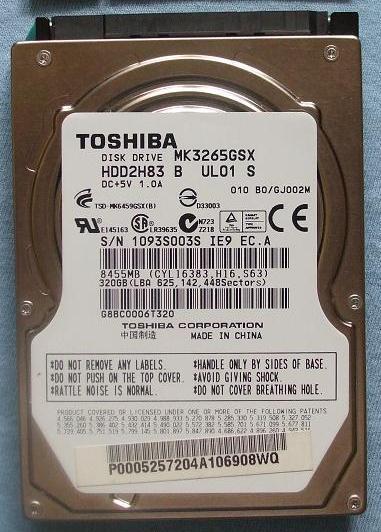 TOSHIBA
DISK DRIVE MK3265GSX
HDD2H83 B UL01 S
DC+5V 1.0A
010 B0/GJ002M
TSD-MK6459GSX(B)
D33003
E145163 LR39635 N723 Z218
S/N 1093S003S IE9 EC.A
8455MB (CYL16383,H16,S63)
320GB(LBA 625,142,448Sectors)
G8BC0006T320
TOSHIBA CORPORATION
中国制造 MADE IN CHINA
*DO NOT REMOVE ANY LABELS. *HANDLE ONLY BY SIDES OF BASE.
*DO NOT PUSH ON THE TOP COVER. *AVOID GIVING SHOCK.
*RATTLE NOISE IS NORMAL. *DO NOT COVER BREATHING HOLE.
PRODUCT COVERED BY ONE OR MORE OF THE FOLLOWING PATENTS
P0005257204A106908WQ